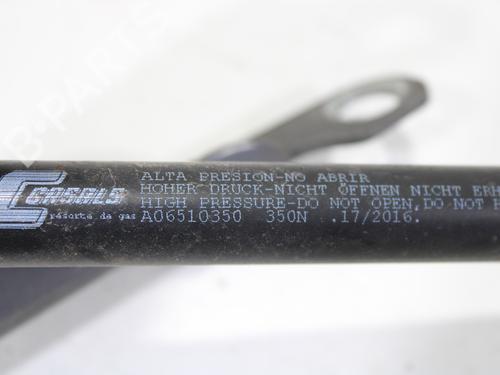 ALTA PRESION-NO ABRIR
HOHER DRUCK-NICHT ÖFFNEN NICHT
HIGH PRESSURE-DO NOT OPEN, DO NOT
résorte de gas A06510350 350N .17/2016.